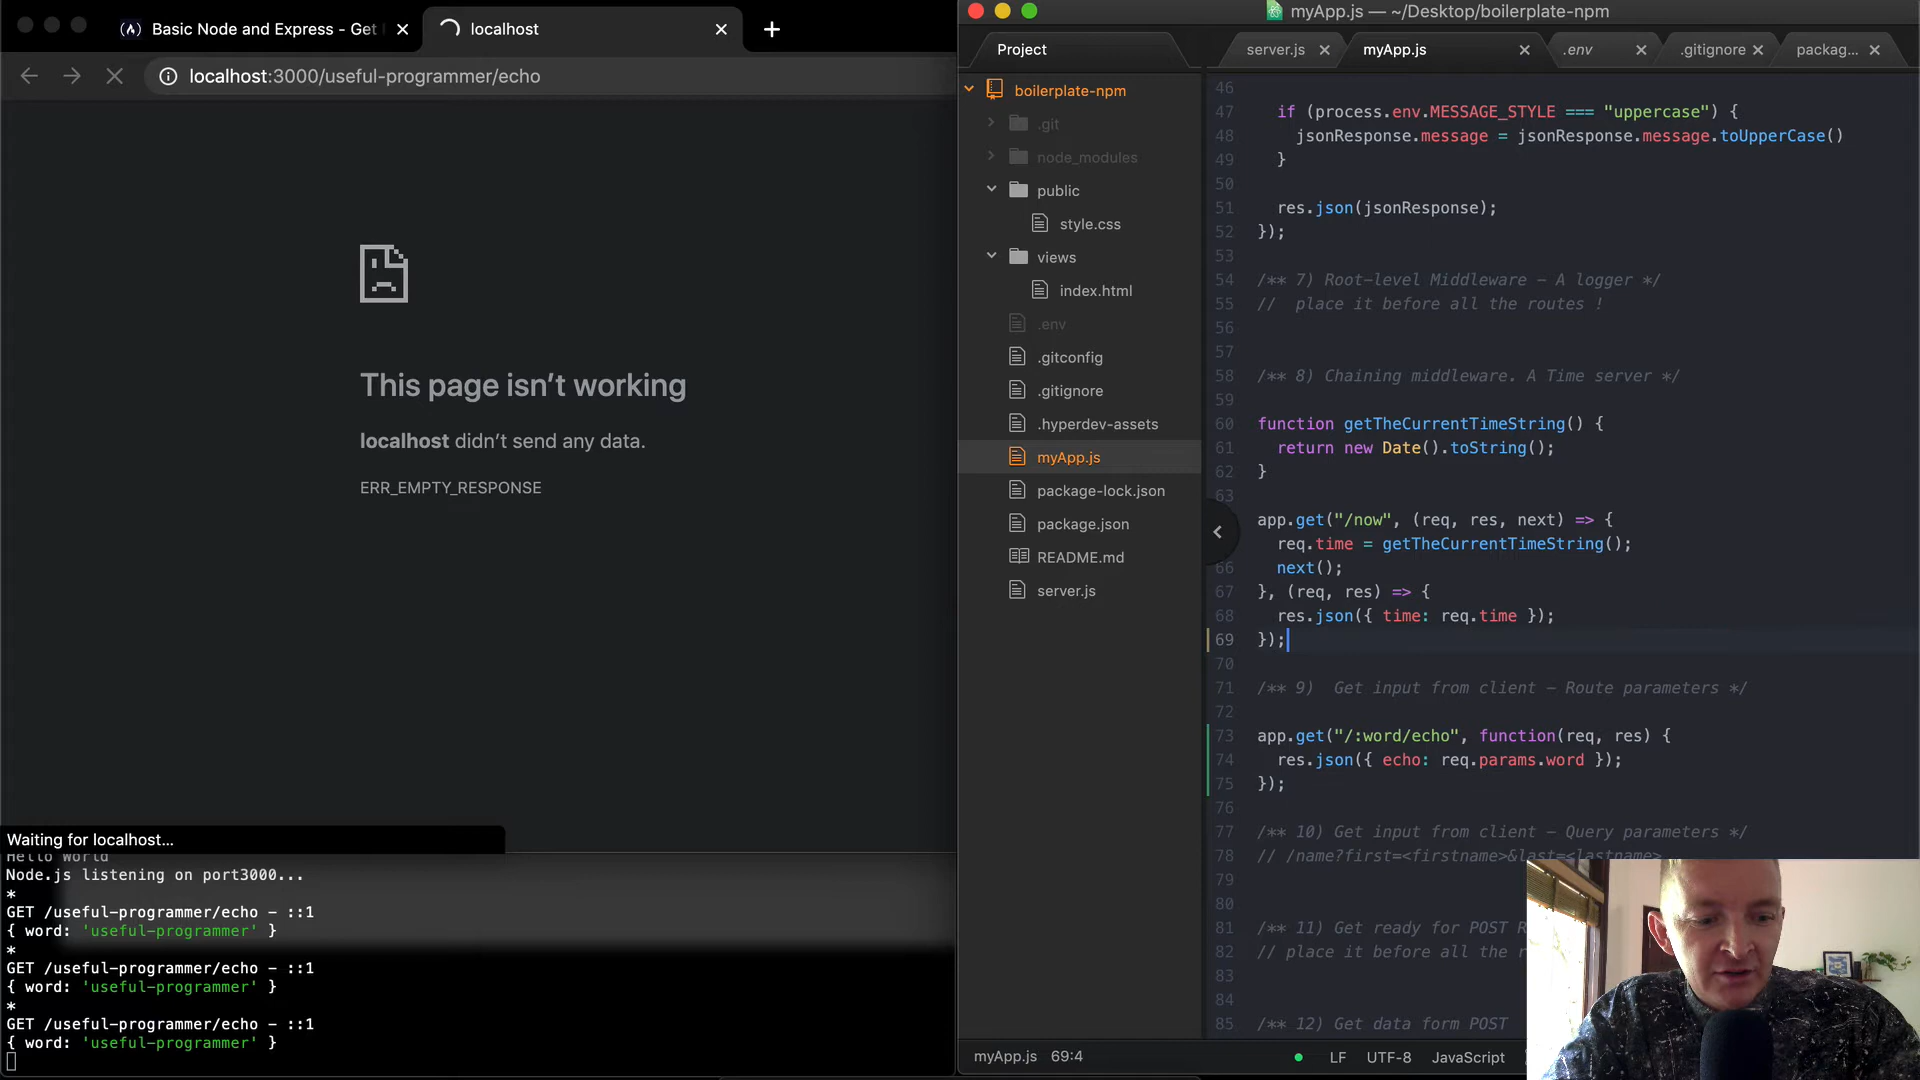 Basic Node and Express - Get
localhost
localhost:3000/useful-programmer/echo
This page isn't working
localhost didn't send any data.
ERR_EMPTY_RESPONSE
Waiting for localhost...
Hello World
Node.js listening on port3000...
*
GET /useful-programmer/echo - ::1
{ word: 'useful-programmer' }
*
GET /useful-programmer/echo - ::1
{ word: 'useful-programmer' }
*
GET /useful-programmer/echo - ::1
{ word: 'useful-programmer' }
myApp.js — ~/Desktop/boilerplate-npm
Project
server.js
myApp.js
.env
.gitignore
packag...
boilerplate-npm
.git
node_modules
public
style.css
views
index.html
.env
.gitconfig
.gitignore
.hyperdev-assets
myApp.js
package-lock.json
package.json
README.md
server.js
46
47 if (process.env.MESSAGE_STYLE === "uppercase") {
48 jsonResponse.message = jsonResponse.message.toUpperCase()
49 }
50
51 res.json(jsonResponse);
52 });
53
54 /** 7) Root-level Middleware - A logger */
55 //  place it before all the routes !
56
57
58 /** 8) Chaining middleware. A Time server */
59
60 function getTheCurrentTimeString() {
61 return new Date().toString();
62 }
63
app.get("/now", (req, res, next) => {
req.time = getTheCurrentTimeString();
66 next();
67 }, (req, res) => {
68 res.json({ time: req.time });
69 });
70
71 /** 9)  Get input from client - Route parameters */
72
73 app.get("/:word/echo", function(req, res) {
74 res.json({ echo: req.params.word });
75 });
76
77 /** 10) Get input from client - Query parameters */
78 // /name?first=<firstname>&last=<lastname>
79
80
81 /** 11) Get ready for POST R
82 // place it before all the r
83
84
85 /** 12) Get data form POST
myApp.js 69:4
LF UTF-8 JavaScript